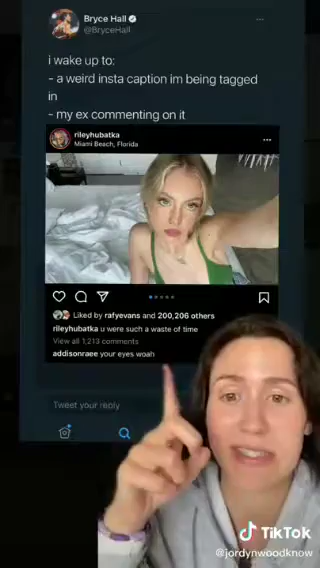 Bryce Hall
@BryceHall
i wake up to:
- a weird insta caption im being tagged
in
- my ex commenting on it
rileyhubatka
Miami Beach, Florida
Liked by rafyevans and 200,206 others
rileyhubatka u were such a waste of time
View all 1,213 comments
addisonraee your eyes woah
Tweet your reply
TikTok
@jordynwoodknow